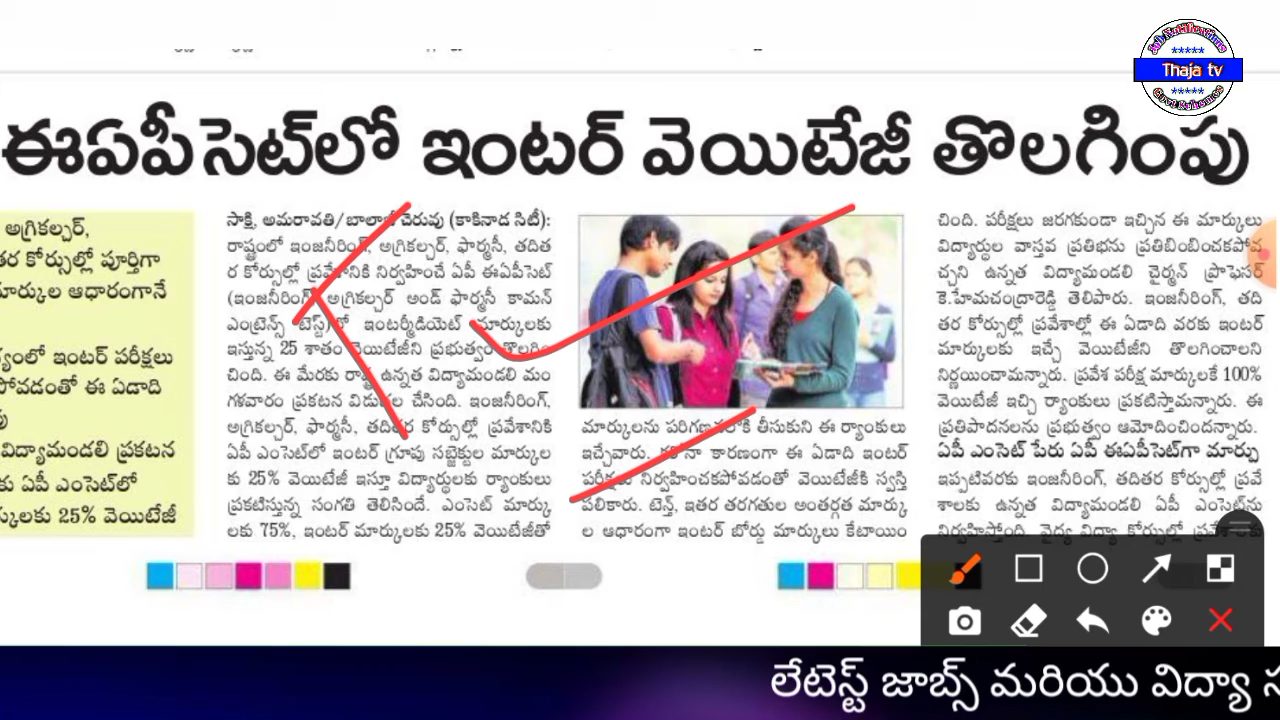 Job Notifications
*****
Thaja tv
*****
Govt Schemes
ఈఏపీసెట్‌లో ఇంటర్ వెయిటేజీ తొలగింపు
అగ్రికల్చర్,
తర కోర్సుల్లో పూర్తిగా
మార్కుల ఆధారంగానే
ఇంటర్ పరీక్షలు
పోవడంతో ఈ ఏడాది
విద్యామండలి ప్రకటన
కు ఏపీ ఎంసెట్‌లో
ర్కులకు 25% వెయిటేజీ
సాక్షి, అమరావతి/బాలాజీ చెరువు (కాకినాడ సిటీ):
రాష్ట్రంలో ఇంజనీరింగ్, అగ్రికల్చర్, ఫార్మసీ, తదిత
ర కోర్సుల్లో ప్రవేశానికి నిర్వహించే ఏపీ ఈఏపీసెట్
(ఇంజనీరింగ్, అగ్రికల్చర్ అండ్ ఫార్మసీ కామన్
ఎంట్రెన్స్ టెస్ట్)లో ఇంటర్మీడియెట్ మార్కులకు
ఇస్తున్న 25 శాతం వెయిటేజీని ప్రభుత్వం తొలగిం
చింది. ఈ మేరకు రాష్ట్ర ఉన్నత విద్యామండలి మం
గళవారం ప్రకటన విడుదల చేసింది. ఇంజనీరింగ్,
అగ్రికల్చర్, ఫార్మసీ, తదితర కోర్సుల్లో ప్రవేశానికి
ఏపీ ఎంసెట్‌లో ఇంటర్ గ్రూపు సబ్జెక్టుల మార్కుల
కు 25% వెయిటేజీ ఇస్తూ విద్యార్థులకు ర్యాంకులు
ప్రకటిస్తున్న సంగతి తెలిసిందే. ఎంసెట్ మార్కు
లకు 75%, ఇంటర్ మార్కులకు 25% వెయిటేజీతో
మార్కులను పరిగణనలోకి తీసుకుని ఈ ర్యాంకులు
ఇచ్చేవారు. కరోనా కారణంగా ఈ ఏడాది ఇంటర్
పరీక్షలు నిర్వహించకపోవడంతో వెయిటేజీకి స్వస్తి
పలికారు. టెన్త్, ఇతర తరగతుల అంతర్గత మార్కు
ల ఆధారంగా ఇంటర్ బోర్డు మార్కులు కేటాయిం
చింది. పరీక్షలు జరగకుండా ఇచ్చిన ఈ మార్కులు
విద్యార్థుల వాస్తవ ప్రతిభను ప్రతిబింబించకపోవ
చ్చని ఉన్నత విద్యామండలి చైర్మన్ ప్రొఫెసర్
కె.హేమచంద్రారెడ్డి తెలిపారు. ఇంజనీరింగ్, తది
తర కోర్సుల్లో ప్రవేశాల్లో ఈ ఏడాది వరకు ఇంటర్
మార్కులకు ఇచ్చే వెయిటేజీని తొలగించాలని
నిర్ణయించామన్నారు. ప్రవేశ పరీక్ష మార్కులకే 100%
వెయిటేజీ ఇచ్చి ర్యాంకులు ప్రకటిస్తామన్నారు. ఈ
ప్రతిపాదనలను ప్రభుత్వం ఆమోదించిందన్నారు.
ఏపీ ఎంసెట్ పేరు ఏపీ ఈఏపీసెట్‌గా మార్పు
ఇప్పటివరకు ఇంజనీరింగ్, తదితర కోర్సుల్లో ప్రవే
శాలకు ఉన్నత విద్యామండలి ఏపీ ఎంసెట్‌ను
నిర్వహిస్తోంది. వైద్య విద్యా కోర్సుల్లో ప్రవేశాలకు
లేటెస్ట్ జాబ్స్ మరియు విద్యా స